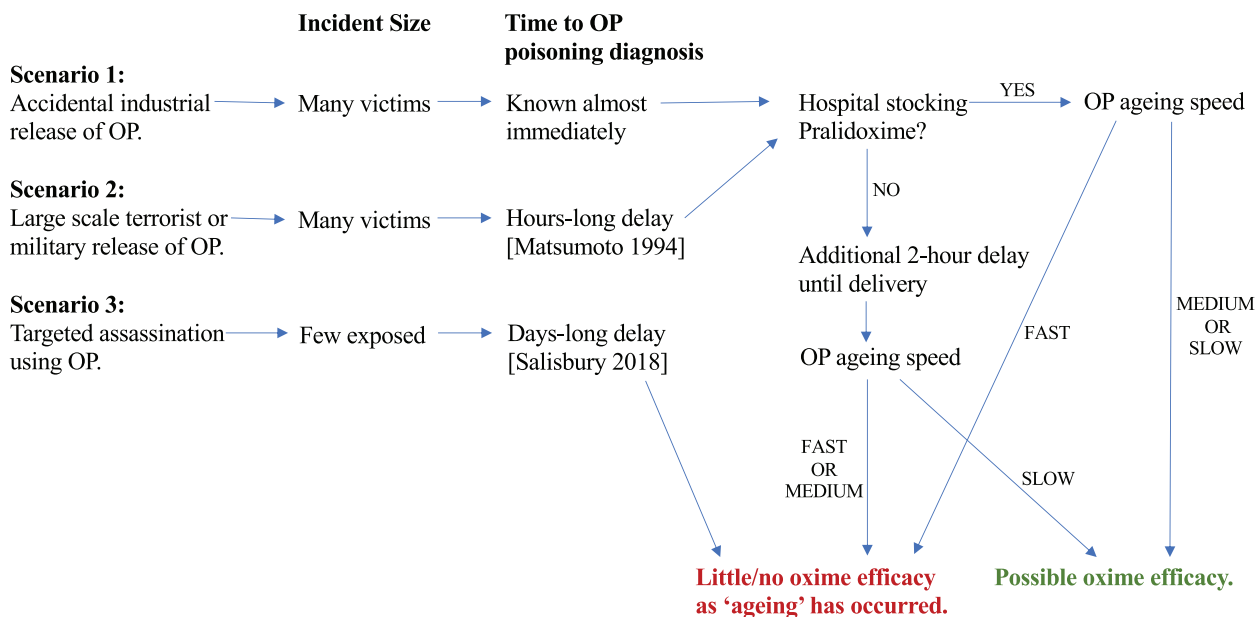 Incident Size
Time to OP
poisoning diagnosis
Scenario 1:
Accidental industrial
release of OP.
Many victims
Known almost
immediately
Hospital stocking
Pralidoxime?
YES
OP ageing speed
Scenario 2:
Large scale terrorist or
military release of OP.
Many victims
Hours-long delay
[Matsumoto 1994]
NO
Additional 2-hour delay
until delivery
Scenario 3:
Targeted assassination
using OP.
Few exposed
Days-long delay
[Salisbury 2018]
OP ageing speed
FAST
MEDIUM
OR
SLOW
FAST
OR
MEDIUM
SLOW
Little/no oxime efficacy
as ‘ageing’ has occurred.
Possible oxime efficacy.